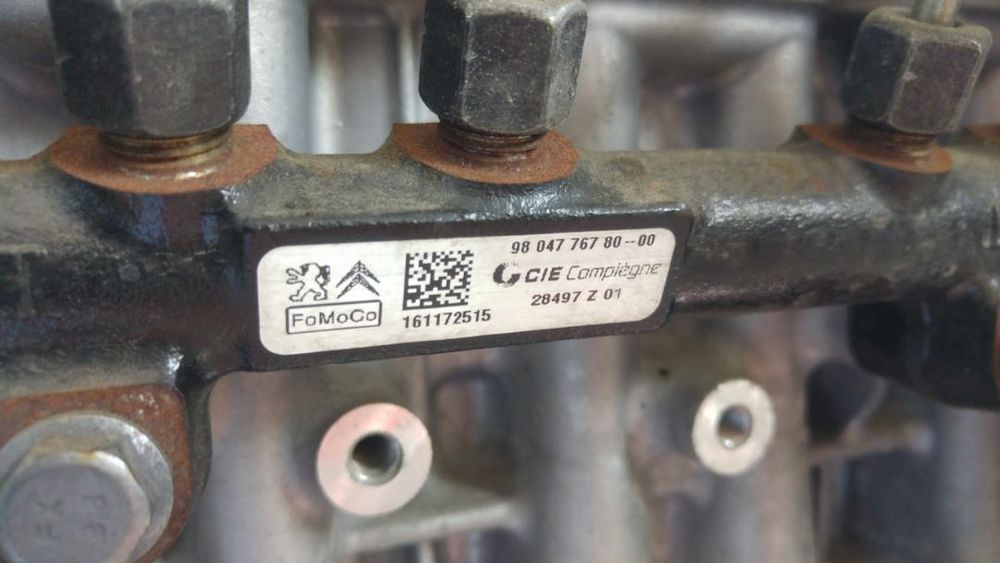 98 047 767 80--00
CIE Compiègne
28497 Z 01
FoMoCo
161172515